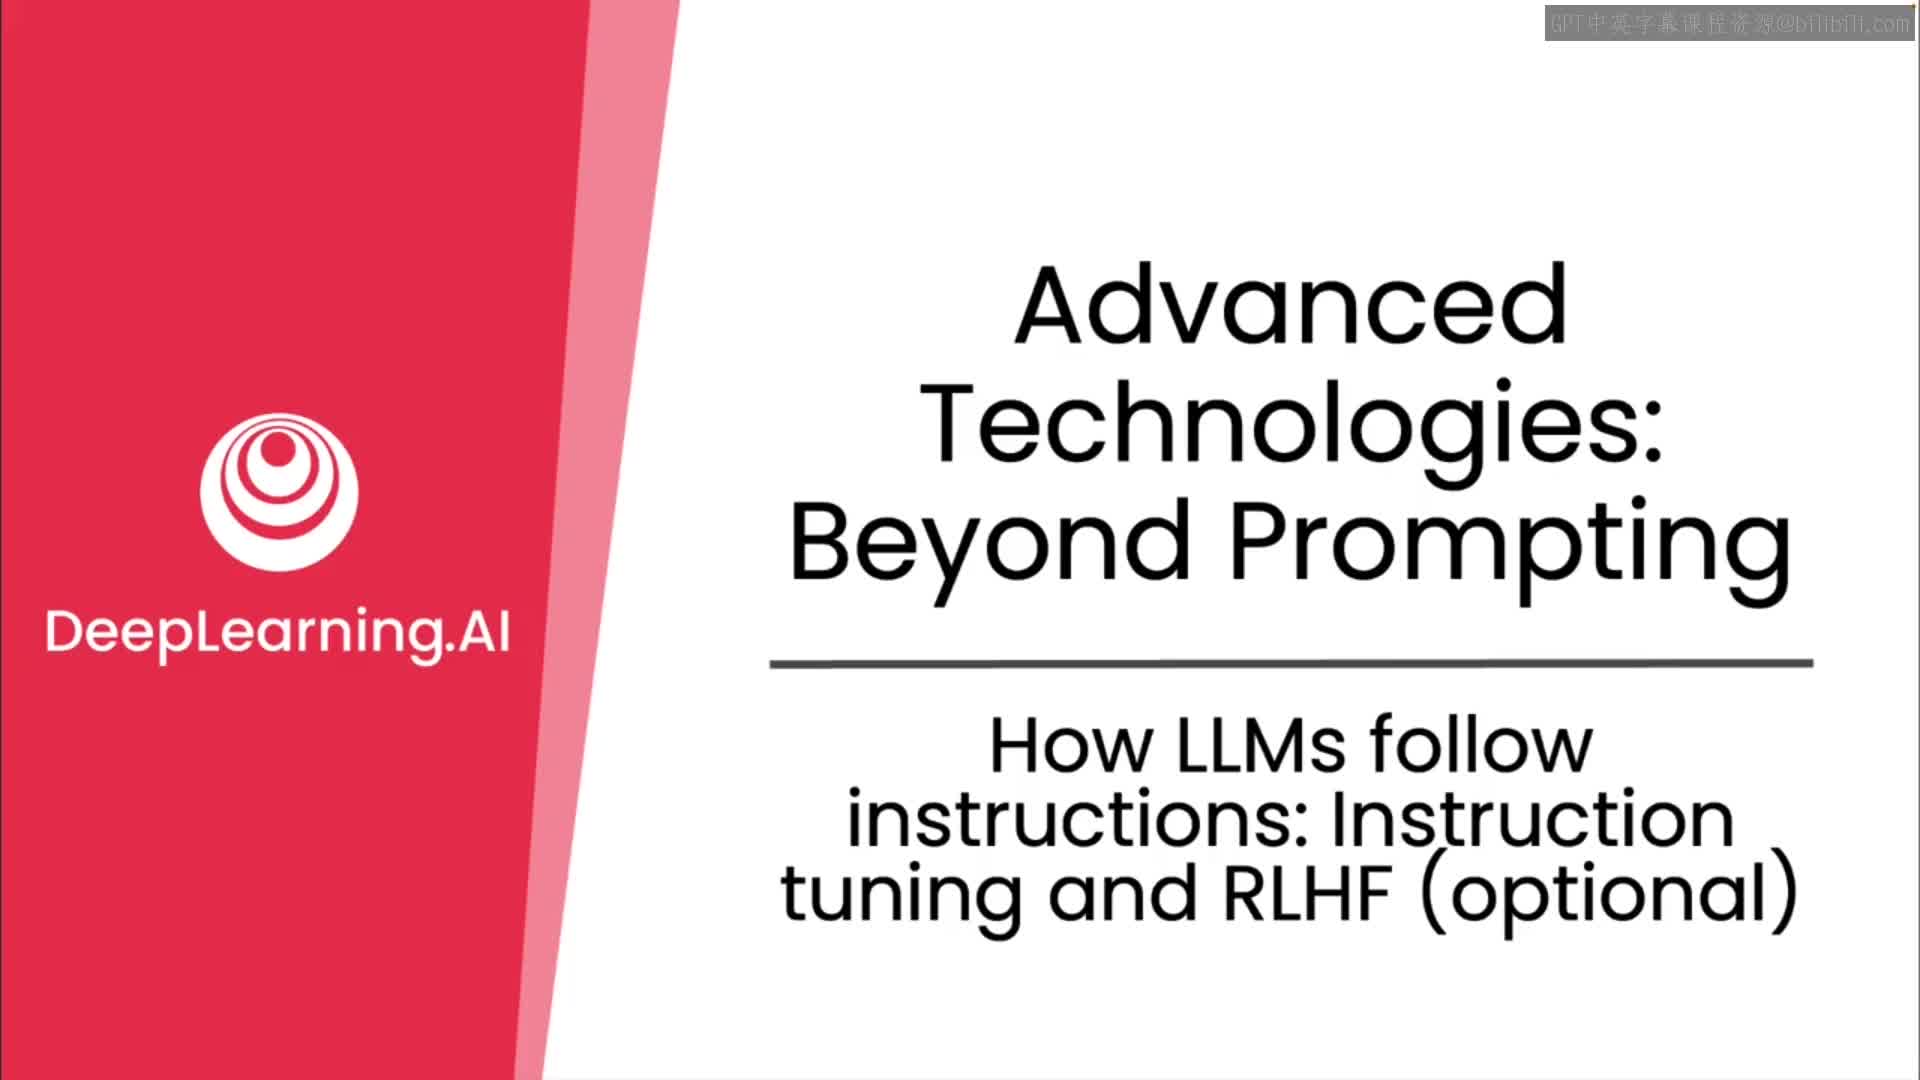 GPT中英字幕课程资源@bilibili.com
Advanced
Technologies:
Beyond Prompting
DeepLearning.AI
How LLMs follow
instructions: Instruction
tuning and RLHF (optional)